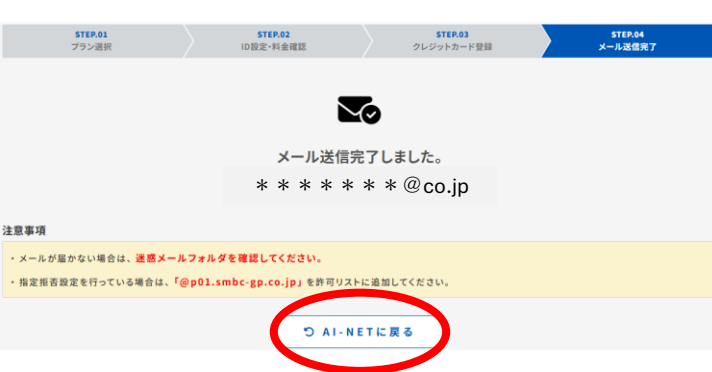 STEP.01
プラン選択
STEP.02
ID設定・料金確認
STEP.03
クレジットカード登録
STEP.04
メール送信完了
メール送信完了しました。
＊＊＊＊＊＊＊@co.jp
注意事項
・メールが届かない場合は、迷惑メールフォルダを確認してください。
・指定拒否設定を行っている場合は、「@p01.smbc-gp.co.jp」を許可リストに追加してください。
AI-NETに戻る